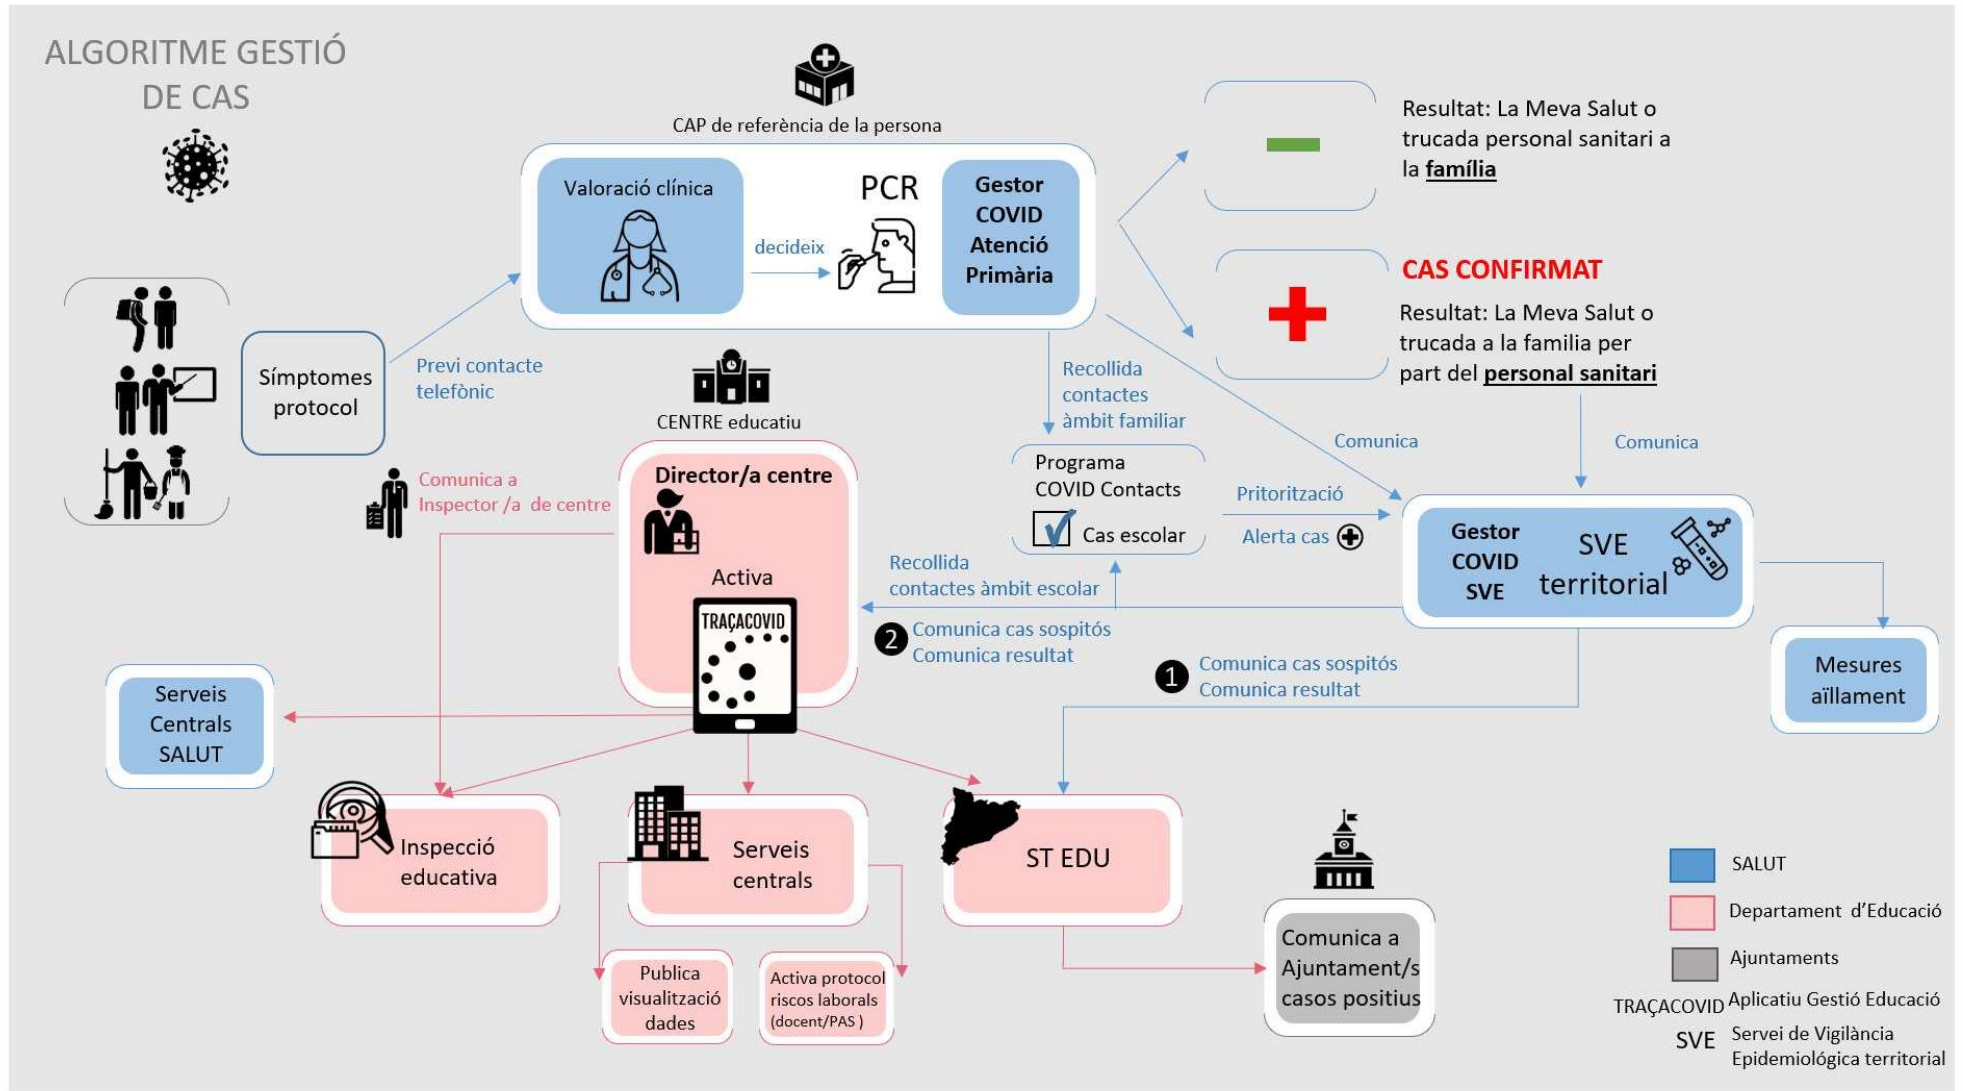 ALGORITME GESTIÓ
DE CAS
CAP de referència de la persona
Valoració clínica
decideix
PCR
Gestor
COVID
Atenció
Primària
Resultat: La Meva Salut o
trucada personal sanitari a
la família
CAS CONFIRMAT
Resultat: La Meva Salut o
trucada a la familia per
part del personal sanitari
Símptomes
protocol
Previ contacte
telefònic
CENTRE educatiu
Recollida
contactes
àmbit familiar
Comunica
Comunica
Comunica a
Inspector /a de centre
Director/a centre
Activa
TRAÇACOVID
Programa
COVID Contacts
Cas escolar
Pritorització
Alerta cas
Gestor
COVID
SVE
SVE
territorial
Recollida
contactes àmbit escolar
2
Comunica cas sospitós
Comunica resultat
1
Comunica cas sospitós
Comunica resultat
Mesures
aïllament
Serveis
Centrals
SALUT
Inspecció
educativa
Serveis
centrals
ST EDU
Publica
visualització
dades
Activa protocol
riscos laborals
(docent/PAS )
Comunica a
Ajuntament/s
casos positius
SALUT
Departament d'Educació
Ajuntaments
TRAÇACOVID Aplicatiu Gestió Educació
SVE Servei de Vigilància
Epidemiológica territorial